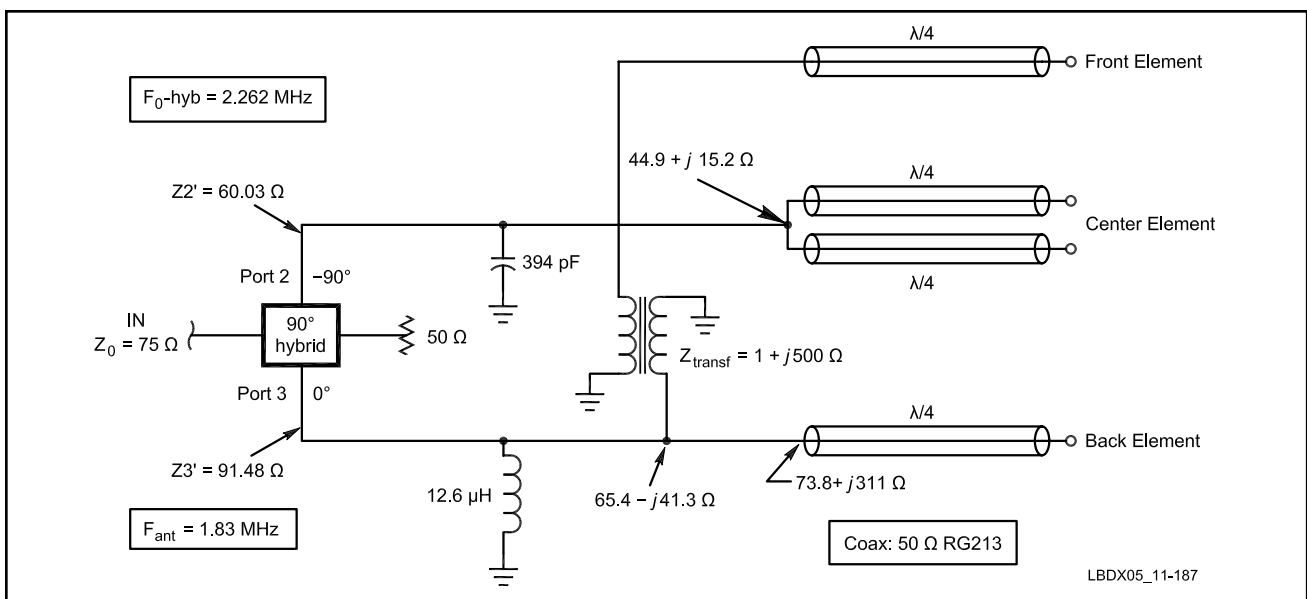 λ/4
Front Element
F0-hyb = 2.262 MHz
44.9 + j 15.2 Ω
λ/4
Z2' = 60.03 Ω
Center Element
394 pF
λ/4
Port 2 −90°
IN
Z0 = 75 Ω
90°
hybrid
50 Ω
Ztransf = 1 + j500 Ω
Port 3 0°
λ/4
Back Element
Z3' = 91.48 Ω
12.6 µH
65.4 − j41.3 Ω
73.8+ j311 Ω
Fant = 1.83 MHz
Coax: 50 Ω RG213
LBDX05_11-187